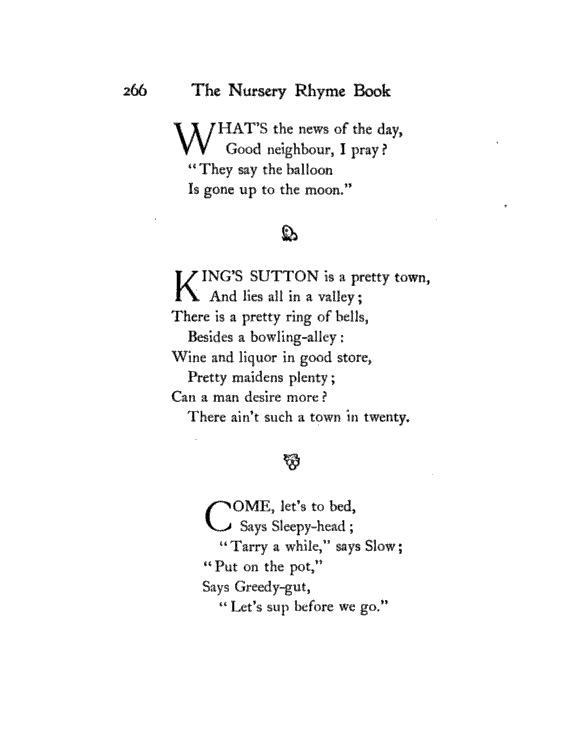 266 The Nursery Rhyme Book
WHAT'S the news of the day,
Good neighbour, I pray?
"They say the balloon
Is gone up to the moon."
KING'S SUTTON is a pretty town,
And lies all in a valley;
There is a pretty ring of bells,
Besides a bowling-alley:
Wine and liquor in good store,
Pretty maidens plenty;
Can a man desire more?
There ain't such a town in twenty.
COME, let's to bed,
Says Sleepy-head;
"Tarry a while," says Slow;
"Put on the pot,"
Says Greedy-gut,
"Let's sup before we go."